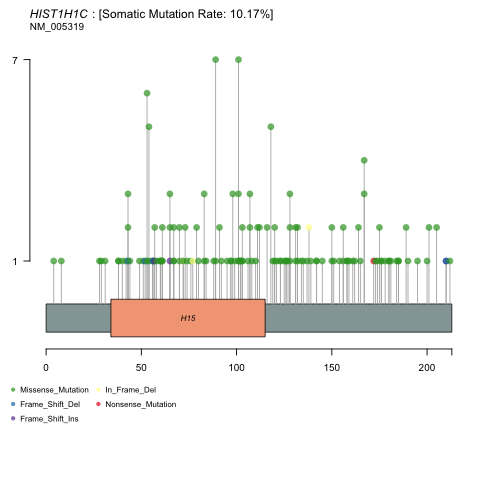 HIST1H1C : [Somatic Mutation Rate: 10.17%]
NM_005319
7
1
H15
0 50 100 150 200
Missense_Mutation In_Frame_Del
Frame_Shift_Del Nonsense_Mutation
Frame_Shift_Ins